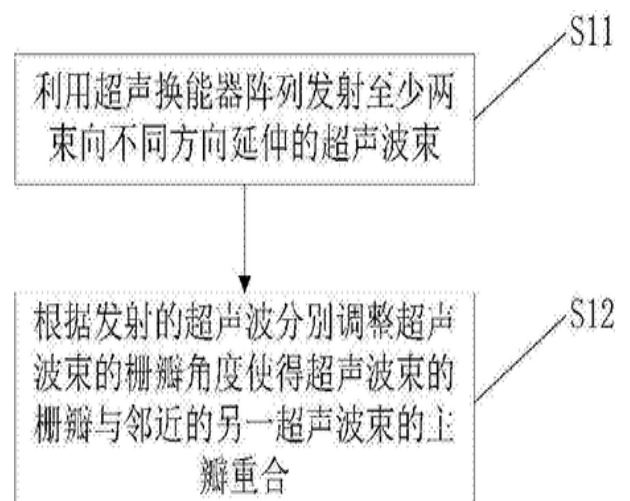 S11
利用超声换能器阵列发射至少两
束向不同方向延伸的超声波束
S12
根据发射的超声波分别调整超声
波束的栅瓣角度使得超声波束的
栅瓣与邻近的另一超声波束的主
瓣重合